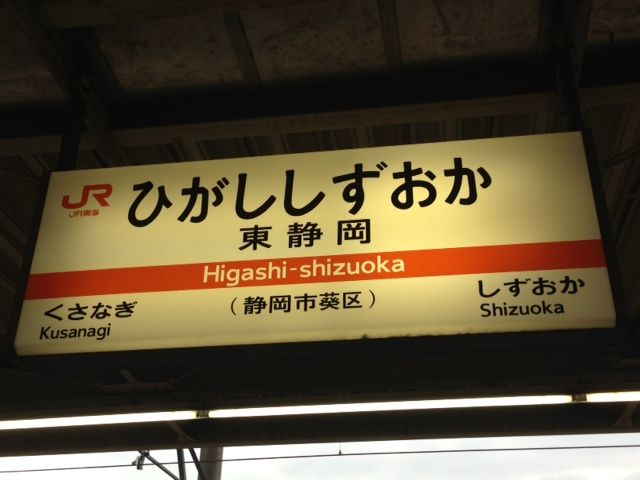 JR
JR東海
ひがししずおか
東静岡
Higashi-shizuoka
くさなぎ
Kusanagi
（静岡市葵区）
しずおか
Shizuoka